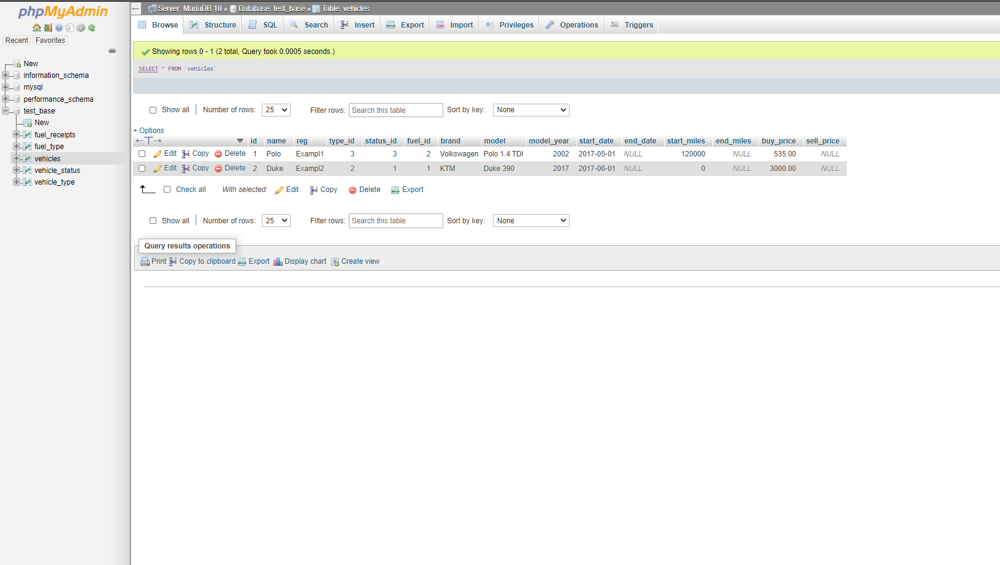 phpMyAdmin
Recent Favorites
New
information_schema
mysql
performance_schema
test_base
New
fuel_receipts
fuel_type
vehicles
vehicle_status
vehicle_type
Server: MariaDB 10 » Database: test_base » Table: vehicles
Browse Structure SQL Search Insert Export Import Privileges Operations Triggers
Showing rows 0 - 1 (2 total, Query took 0.0005 seconds.)
SELECT * FROM `vehicles`
Show all Number of rows: 25 Filter rows: Search this table Sort by key: None
+ Options
←T→ id name reg type_id status_id fuel_id brand model model_year start_date end_date start_miles end_miles buy_price sell_price
Edit Copy Delete 1 Polo Exampl1 3 3 2 Volkswagen Polo 1.4 TDI 2002 2017-05-01 NULL 120000 NULL 535.00 NULL
Edit Copy Delete 2 Duke Exampl2 2 1 1 KTM Duke 390 2017 2017-06-01 NULL 0 NULL 3000.00 NULL
Check all With selected: Edit Copy Delete Export
Show all Number of rows: 25 Filter rows: Search this table Sort by key: None
Query results operations
Print Copy to clipboard Export Display chart Create view